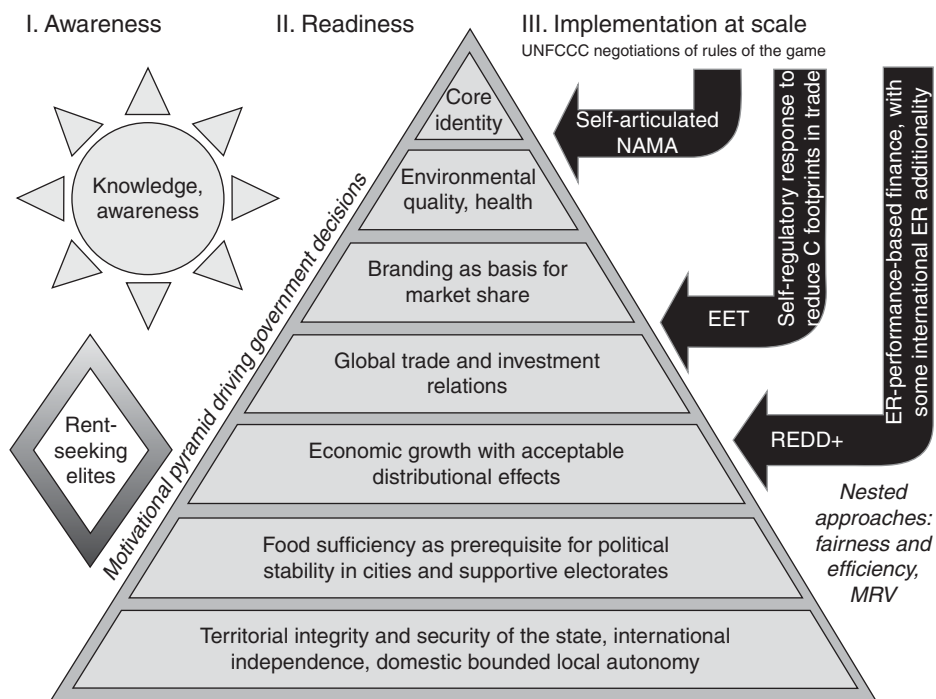 I. Awareness
II. Readiness
III. Implementation at scale
UNFCCC negotiations of rules of the game
Knowledge,
awareness
Rent-
seeking
elites
Motivational pyramid driving government decisions
Core
identity
Environmental
quality, health
Branding as basis for
market share
Global trade and investment
relations
Economic growth with acceptable
distributional effects
Food sufficiency as prerequisite for political
stability in cities and supportive electorates
Territorial integrity and security of the state, international
independence, domestic bounded local autonomy
Self-articulated
NAMA
Self-regulatory response to
reduce C footprints in trade
EET
ER-performance-based finance, with
some international ER additionality
REDD+
Nested
approaches:
fairness and
efficiency,
MRV